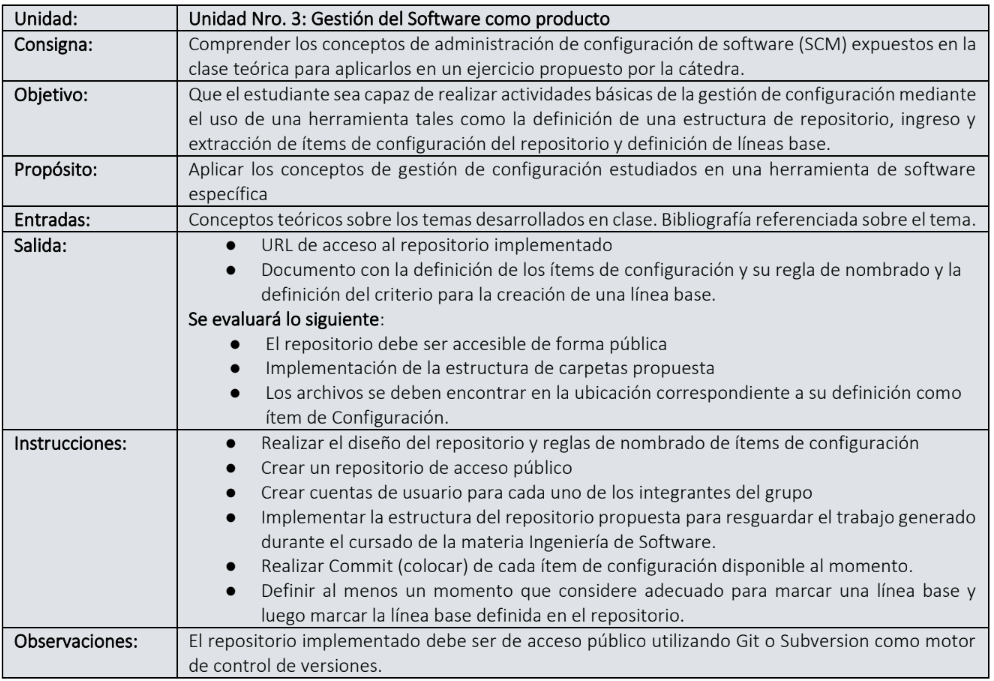 Unidad: Unidad Nro. 3: Gestión del Software como producto
Consigna: Comprender los conceptos de administración de configuración de software (SCM) expuestos en la
clase teórica para aplicarlos en un ejercicio propuesto por la cátedra.
Objetivo: Que el estudiante sea capaz de realizar actividades básicas de la gestión de configuración mediante
el uso de una herramienta tales como la definición de una estructura de repositorio, ingreso y
extracción de ítems de configuración del repositorio y definición de líneas base.
Propósito: Aplicar los conceptos de gestión de configuración estudiados en una herramienta de software
específica
Entradas: Conceptos teóricos sobre los temas desarrollados en clase. Bibliografía referenciada sobre el tema.
Salida: ● URL de acceso al repositorio implementado
● Documento con la definición de los ítems de configuración y su regla de nombrado y la
definición del criterio para la creación de una línea base.
Se evaluará lo siguiente:
● El repositorio debe ser accesible de forma pública
● Implementación de la estructura de carpetas propuesta
● Los archivos se deben encontrar en la ubicación correspondiente a su definición como
ítem de Configuración.
Instrucciones: ● Realizar el diseño del repositorio y reglas de nombrado de ítems de configuración
● Crear un repositorio de acceso público
● Crear cuentas de usuario para cada uno de los integrantes del grupo
● Implementar la estructura del repositorio propuesta para resguardar el trabajo generado
durante el cursado de la materia Ingeniería de Software.
● Realizar Commit (colocar) de cada ítem de configuración disponible al momento.
● Definir al menos un momento que considere adecuado para marcar una línea base y
luego marcar la línea base definida en el repositorio.
Observaciones: El repositorio implementado debe ser de acceso público utilizando Git o Subversion como motor
de control de versiones.